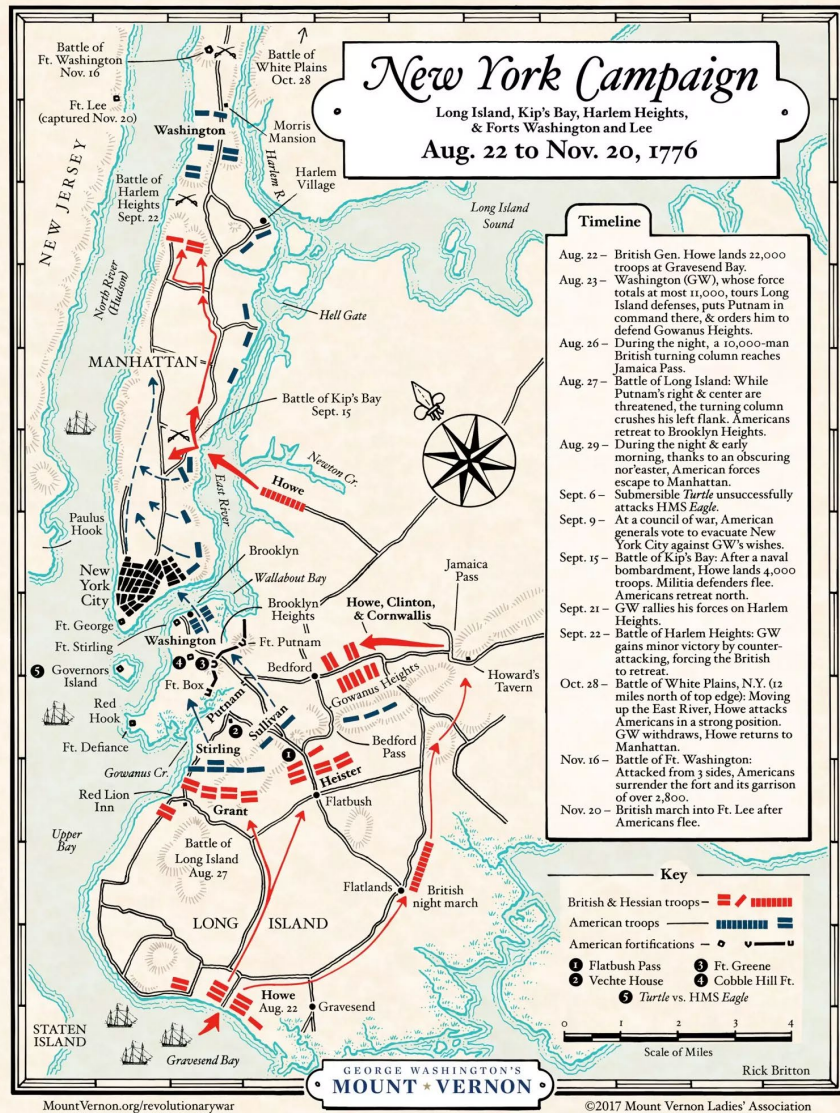 New York Campaign
Long Island, Kip's Bay, Harlem Heights,
& Forts Washington and Lee
Aug. 22 to Nov. 20, 1776
Battle of
Ft. Washington
Nov. 16
Battle of
White Plains
Oct. 28
Ft. Lee
(captured Nov. 20)
Washington
Morris
Mansion
Harlem R.
Battle of
Harlem
Heights
Sept. 22
Harlem
Village
NEW JERSEY
North River
(Hudson)
Long Island
Sound
Hell Gate
MANHATTAN
Battle of Kip's Bay
Sept. 15
Newton Cr.
Howe
East River
Paulus
Hook
New
York
City
Brooklyn
Wallabout Bay
Jamaica
Pass
Ft. George
Ft. Stirling
Brooklyn
Heights
Washington
Ft. Putnam
Howe, Clinton,
& Cornwallis
5 Governors
Island
4
3
Ft. Box
Bedford
Gowanus Heights
Howard's
Tavern
Red
Hook
Putnam
2
Sullivan
Ft. Defiance
Stirling
1
Bedford
Pass
Gowanus Cr.
Heister
Red Lion
Inn
Grant
Flatbush
Upper
Bay
Battle of
Long Island
Aug. 27
Flatlands
British
night march
LONG ISLAND
Howe
Aug. 22
Gravesend
STATEN
ISLAND
Gravesend Bay
Timeline
Aug. 22 – British Gen. Howe lands 22,000
troops at Gravesend Bay.
Aug. 23 – Washington (GW), whose force
totals at most 11,000, tours Long
Island defenses, puts Putnam in
command there, & orders him to
defend Gowanus Heights.
Aug. 26 – During the night, a 10,000-man
British turning column reaches
Jamaica Pass.
Aug. 27 – Battle of Long Island: While
Putnam's right & center are
threatened, the turning column
crushes his left flank. Americans
retreat to Brooklyn Heights.
Aug. 29 – During the night & early
morning, thanks to an obscuring
nor'easter, American forces
escape to Manhattan.
Sept. 6 – Submersible Turtle unsuccessfully
attacks HMS Eagle.
Sept. 9 – At a council of war, American
generals vote to evacuate New
York City against GW's wishes.
Sept. 15 – Battle of Kip's Bay: After a naval
bombardment, Howe lands 4,000
troops. Militia defenders flee.
Americans retreat north.
Sept. 21 – GW rallies his forces on Harlem
Heights.
Sept. 22 – Battle of Harlem Heights: GW
gains minor victory by counter-
attacking, forcing the British
to retreat.
Oct. 28 – Battle of White Plains, N.Y. (12
miles north of top edge): Moving
up the East River, Howe attacks
Americans in a strong position.
GW withdraws, Howe returns to
Manhattan.
Nov. 16 – Battle of Ft. Washington:
Attacked from 3 sides, Americans
surrender the fort and its garrison
of over 2,800.
Nov. 20 – British march into Ft. Lee after
Americans flee.
Key
British & Hessian troops
American troops
American fortifications
1 Flatbush Pass
3 Ft. Greene
2 Vechte House
4 Cobble Hill Ft.
5 Turtle vs. HMS Eagle
0 1 2 3 4
Scale of Miles
Rick Britton
GEORGE WASHINGTON'S
MOUNT VERNON
MountVernon.org/revolutionarywar
©2017 Mount Vernon Ladies' Association